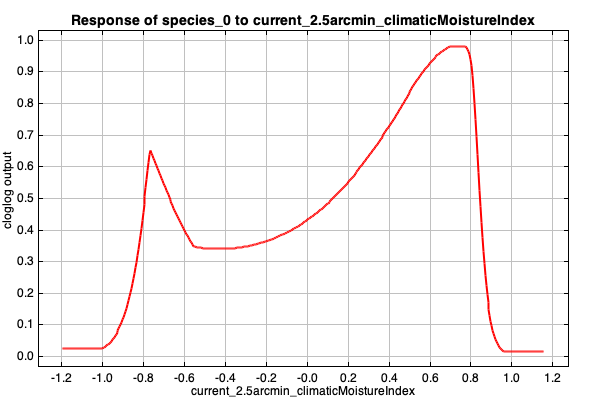 Response of species_0 to current_2.5arcmin_climaticMoistureIndex
cloglog output
1.0
0.9
0.8
0.7
0.6
0.5
0.4
0.3
0.2
0.1
0.0
-1.2 -1.0 -0.8 -0.6 -0.4 -0.2 -0.0 0.2 0.4 0.6 0.8 1.0 1.2
current_2.5arcmin_climaticMoistureIndex